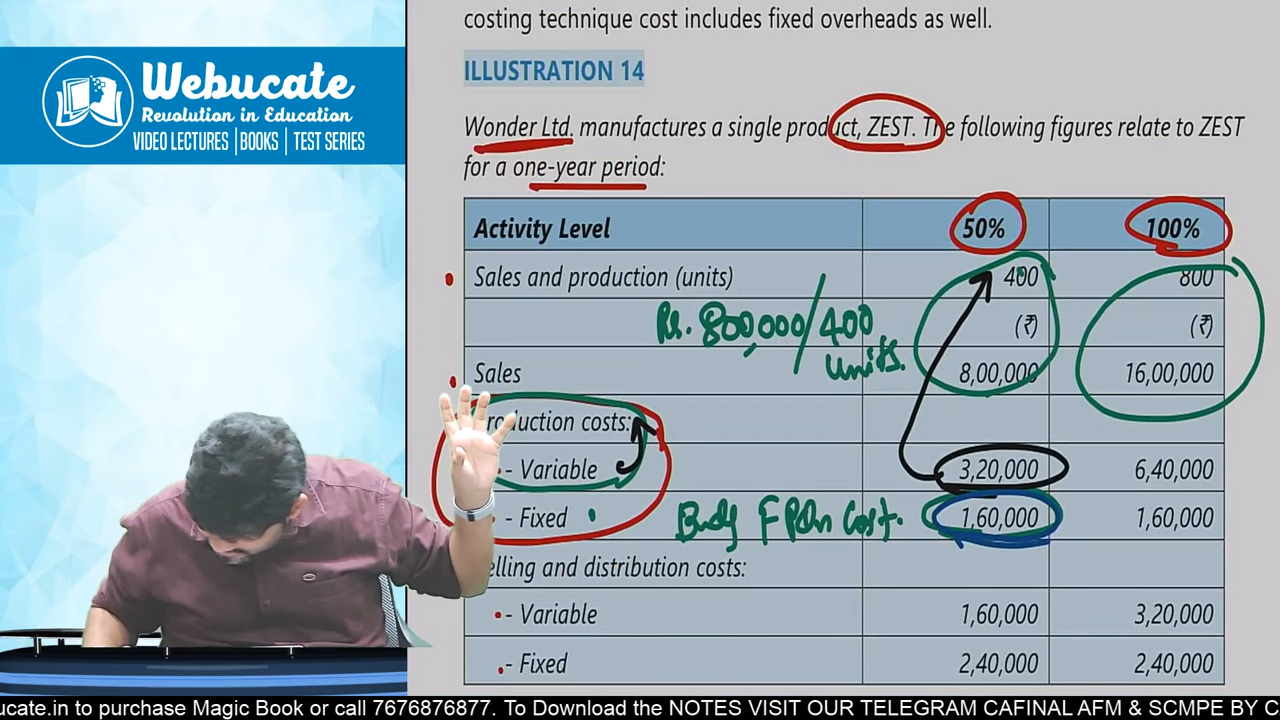 costing technique cost includes fixed overheads as well.
Webucate
Revolution in Education
VIDEO LECTURES | BOOKS | TEST SERIES
ILLUSTRATION 14
Wonder Ltd. manufactures a single product, ZEST. The following figures relate to ZEST
for a one-year period:
Activity Level 50% 100%
Sales and production (units) 400 800
(₹) (₹)
Rs. 800,000/400
units.
Sales 8,00,000 16,00,000
roduction costs:
- Variable 3,20,000 6,40,000
- Fixed 1,60,000 1,60,000
Budg F Cost.
elling and distribution costs:
- Variable 1,60,000 3,20,000
- Fixed 2,40,000 2,40,000
ucate.in to purchase Magic Book or call 7676876877. To Download the NOTES VISIT OUR TELEGRAM CAFINAL AFM & SCMPE BY C